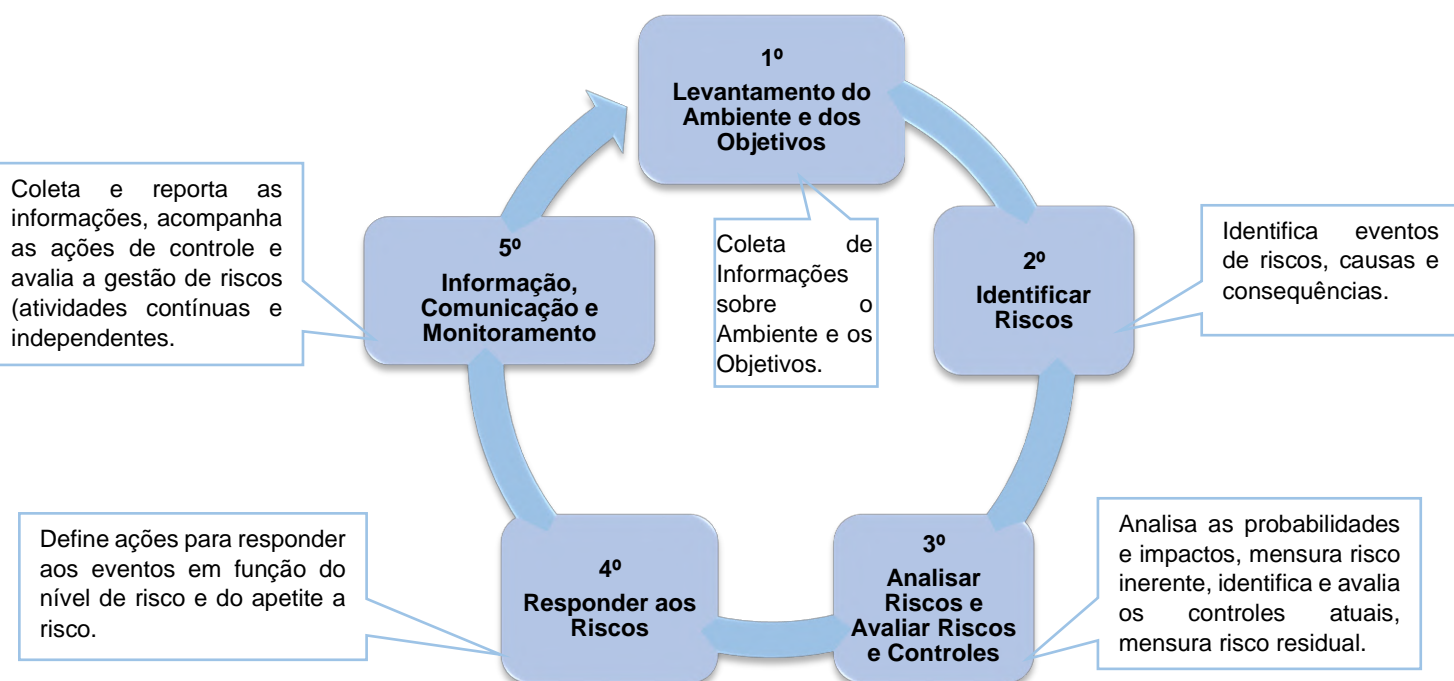 1º
Levantamento do
Ambiente e dos
Objetivos
Coleta de
Informações
sobre o
Ambiente e os
Objetivos.
2º
Identificar
Riscos
Identifica eventos
de riscos, causas e
consequências.
3º
Analisar
Riscos e
Avaliar Riscos
e Controles
Analisa as probabilidades
e impactos, mensura risco
inerente, identifica e avalia
os controles atuais,
mensura risco residual.
4º
Responder aos
Riscos
Define ações para responder
aos eventos em função do
nível de risco e do apetite a
risco.
5º
Informação,
Comunicação e
Monitoramento
Coleta e reporta as
informações, acompanha
as ações de controle e
avalia a gestão de riscos
(atividades contínuas e
independentes.